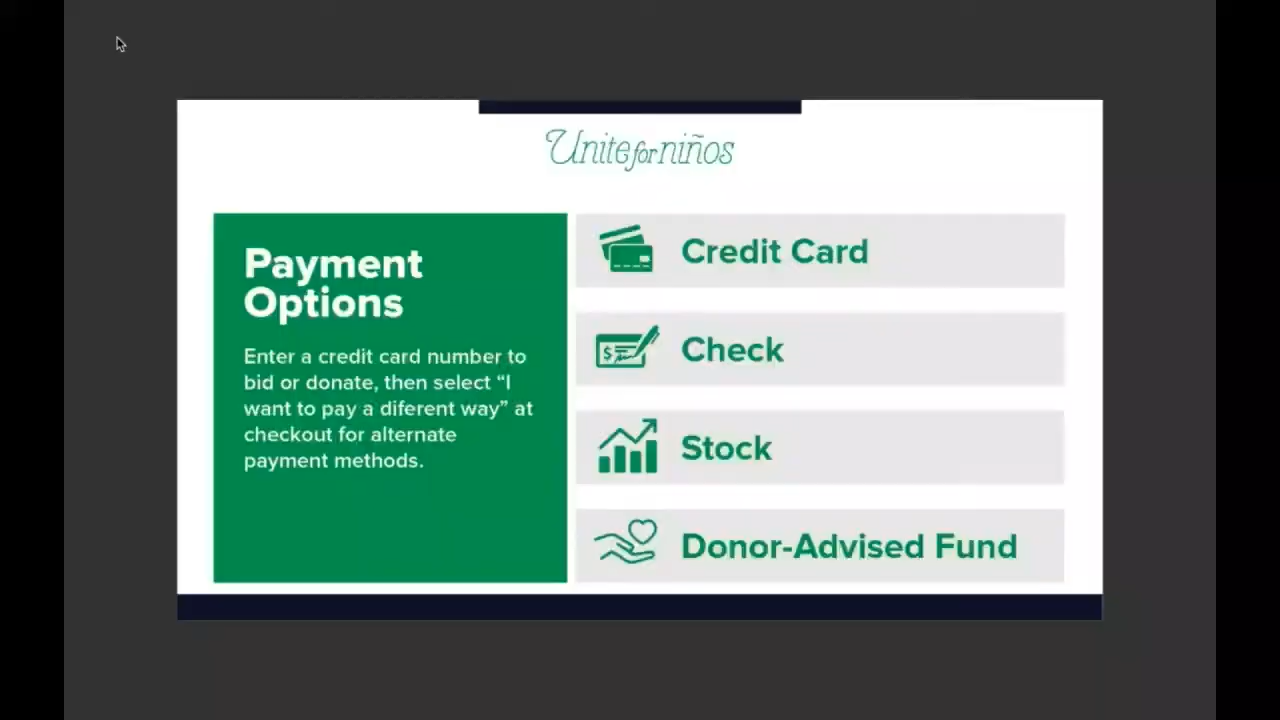 Unite for niños
Payment
Options
Enter a credit card number to
bid or donate, then select “I
want to pay a diferent way” at
checkout for alternate
payment methods.
Credit Card
$
Check
Stock
Donor-Advised Fund